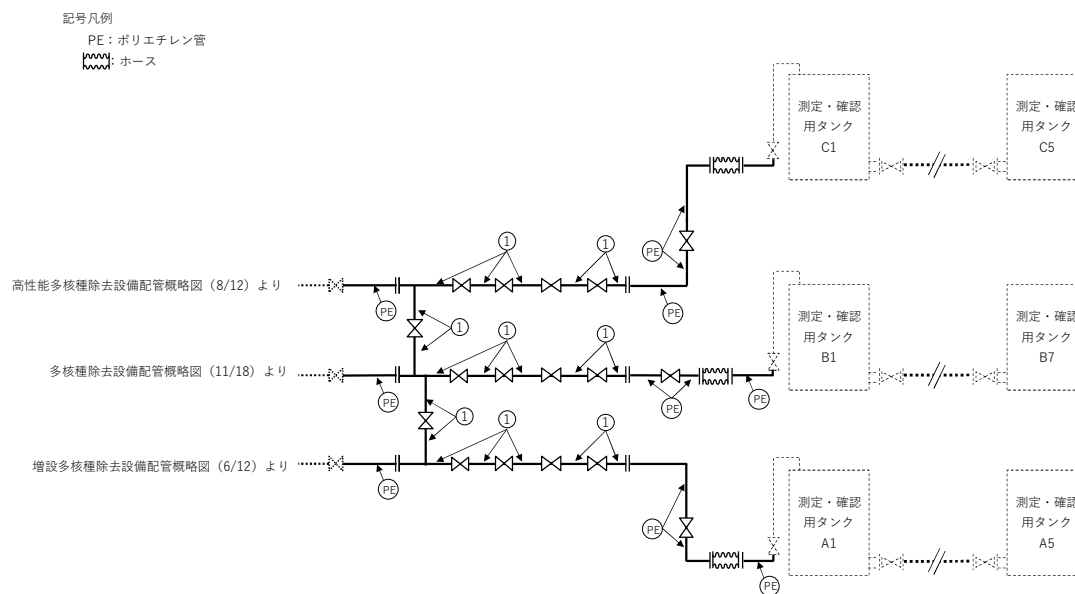 記号凡例
PE：ポリエチレン管
：ホース
測定・確認
用タンク
C1
測定・確
用タンク
C5
1
1
PE
高性能多核種除去設備配管概略図（8/12）より
PE
PE
1
測定・確認
用タンク
B1
測定・確
用タンク
B7
1
1
多核種除去設備配管概略図（11/18）より
PE
PE
PE
1
1
1
増設多核種除去設備配管概略図（6/12）より
PE
PE
測定・確認
用タンク
A1
測定・確
用タンク
A5
PE